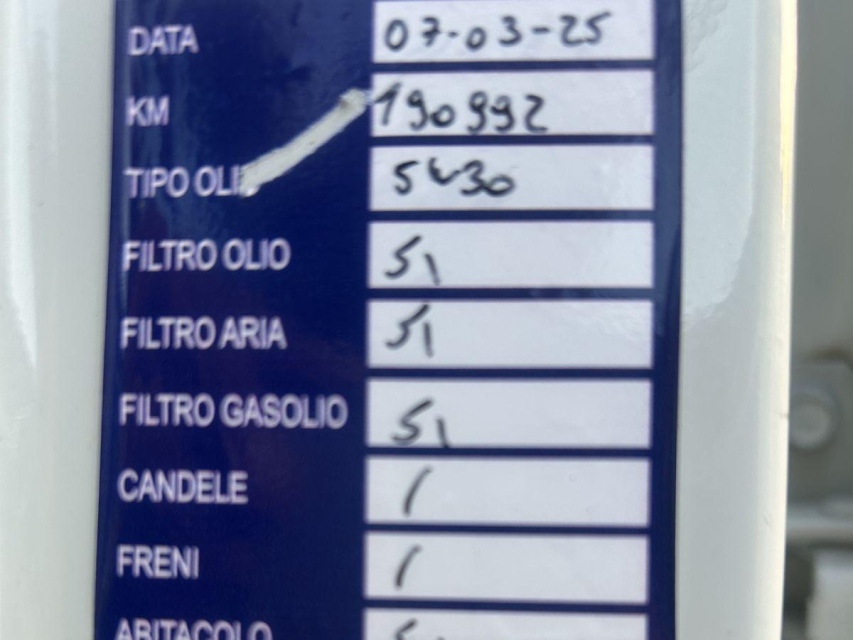 DATA 07-03-25
KM 190992
TIPO OLI 5W30
FILTRO OLIO SI
FILTRO ARIA SI
FILTRO GASOLIO SI
CANDELE /
FRENI /
ABITACOLO